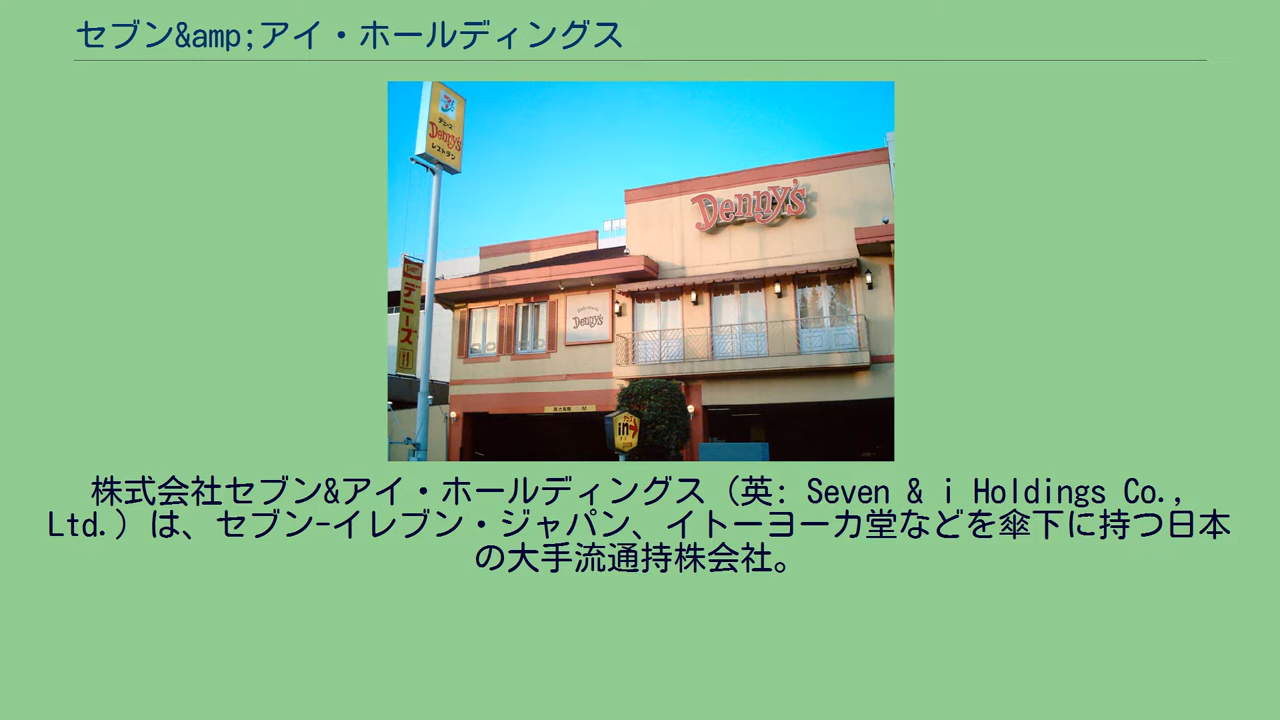 セブン&amp;アイ・ホールディングス
デニーズ
Denny's
レストラン
Denny's
デニーズ
Denny's
in
株式会社セブン&アイ・ホールディングス（英: Seven & i Holdings Co.,
Ltd.）は、セブン-イレブン・ジャパン、イトーヨーカ堂などを傘下に持つ日本
の大手流通持株会社。